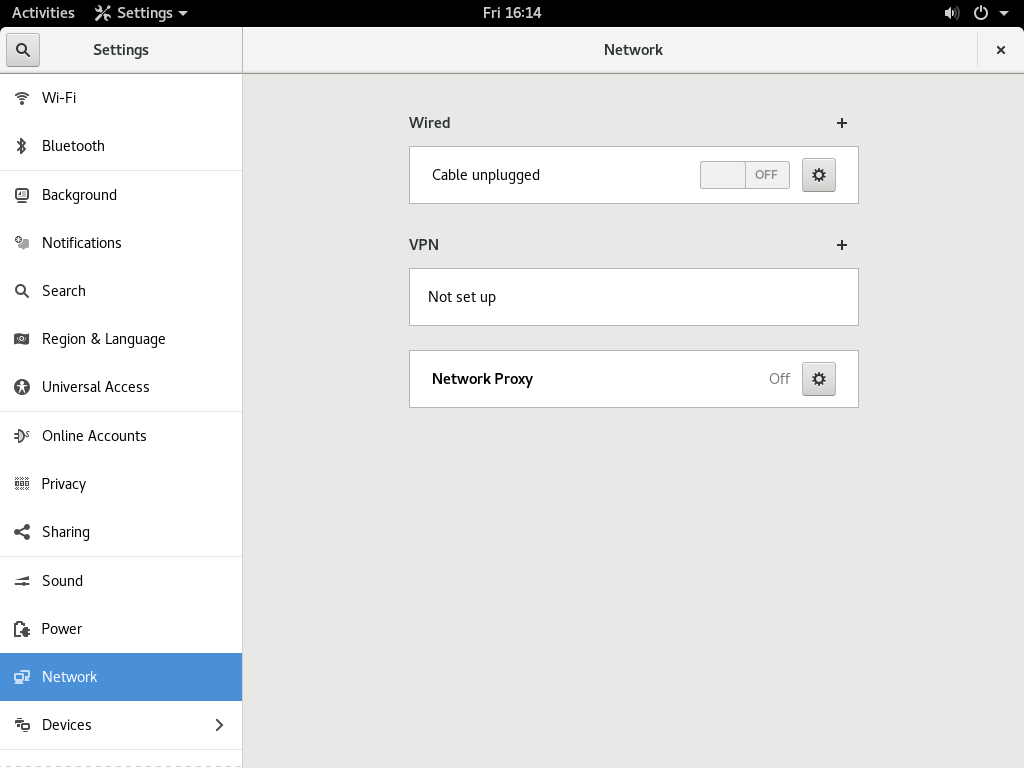 Activities Settings Fri 16:14
Settings Network
Wi-Fi
Bluetooth
Background
Notifications
Search
Region & Language
Universal Access
Online Accounts
Privacy
Sharing
Sound
Power
Network
Devices
Wired
Cable unplugged OFF
VPN
Not set up
Network Proxy Off